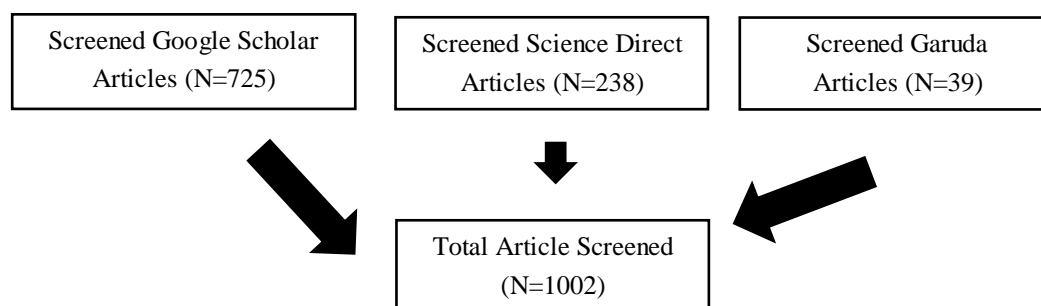 Screened Google Scholar
Articles (N=725)
Screened Science Direct
Articles (N=238)
Screened Garuda
Articles (N=39)
Total Article Screened
(N=1002)